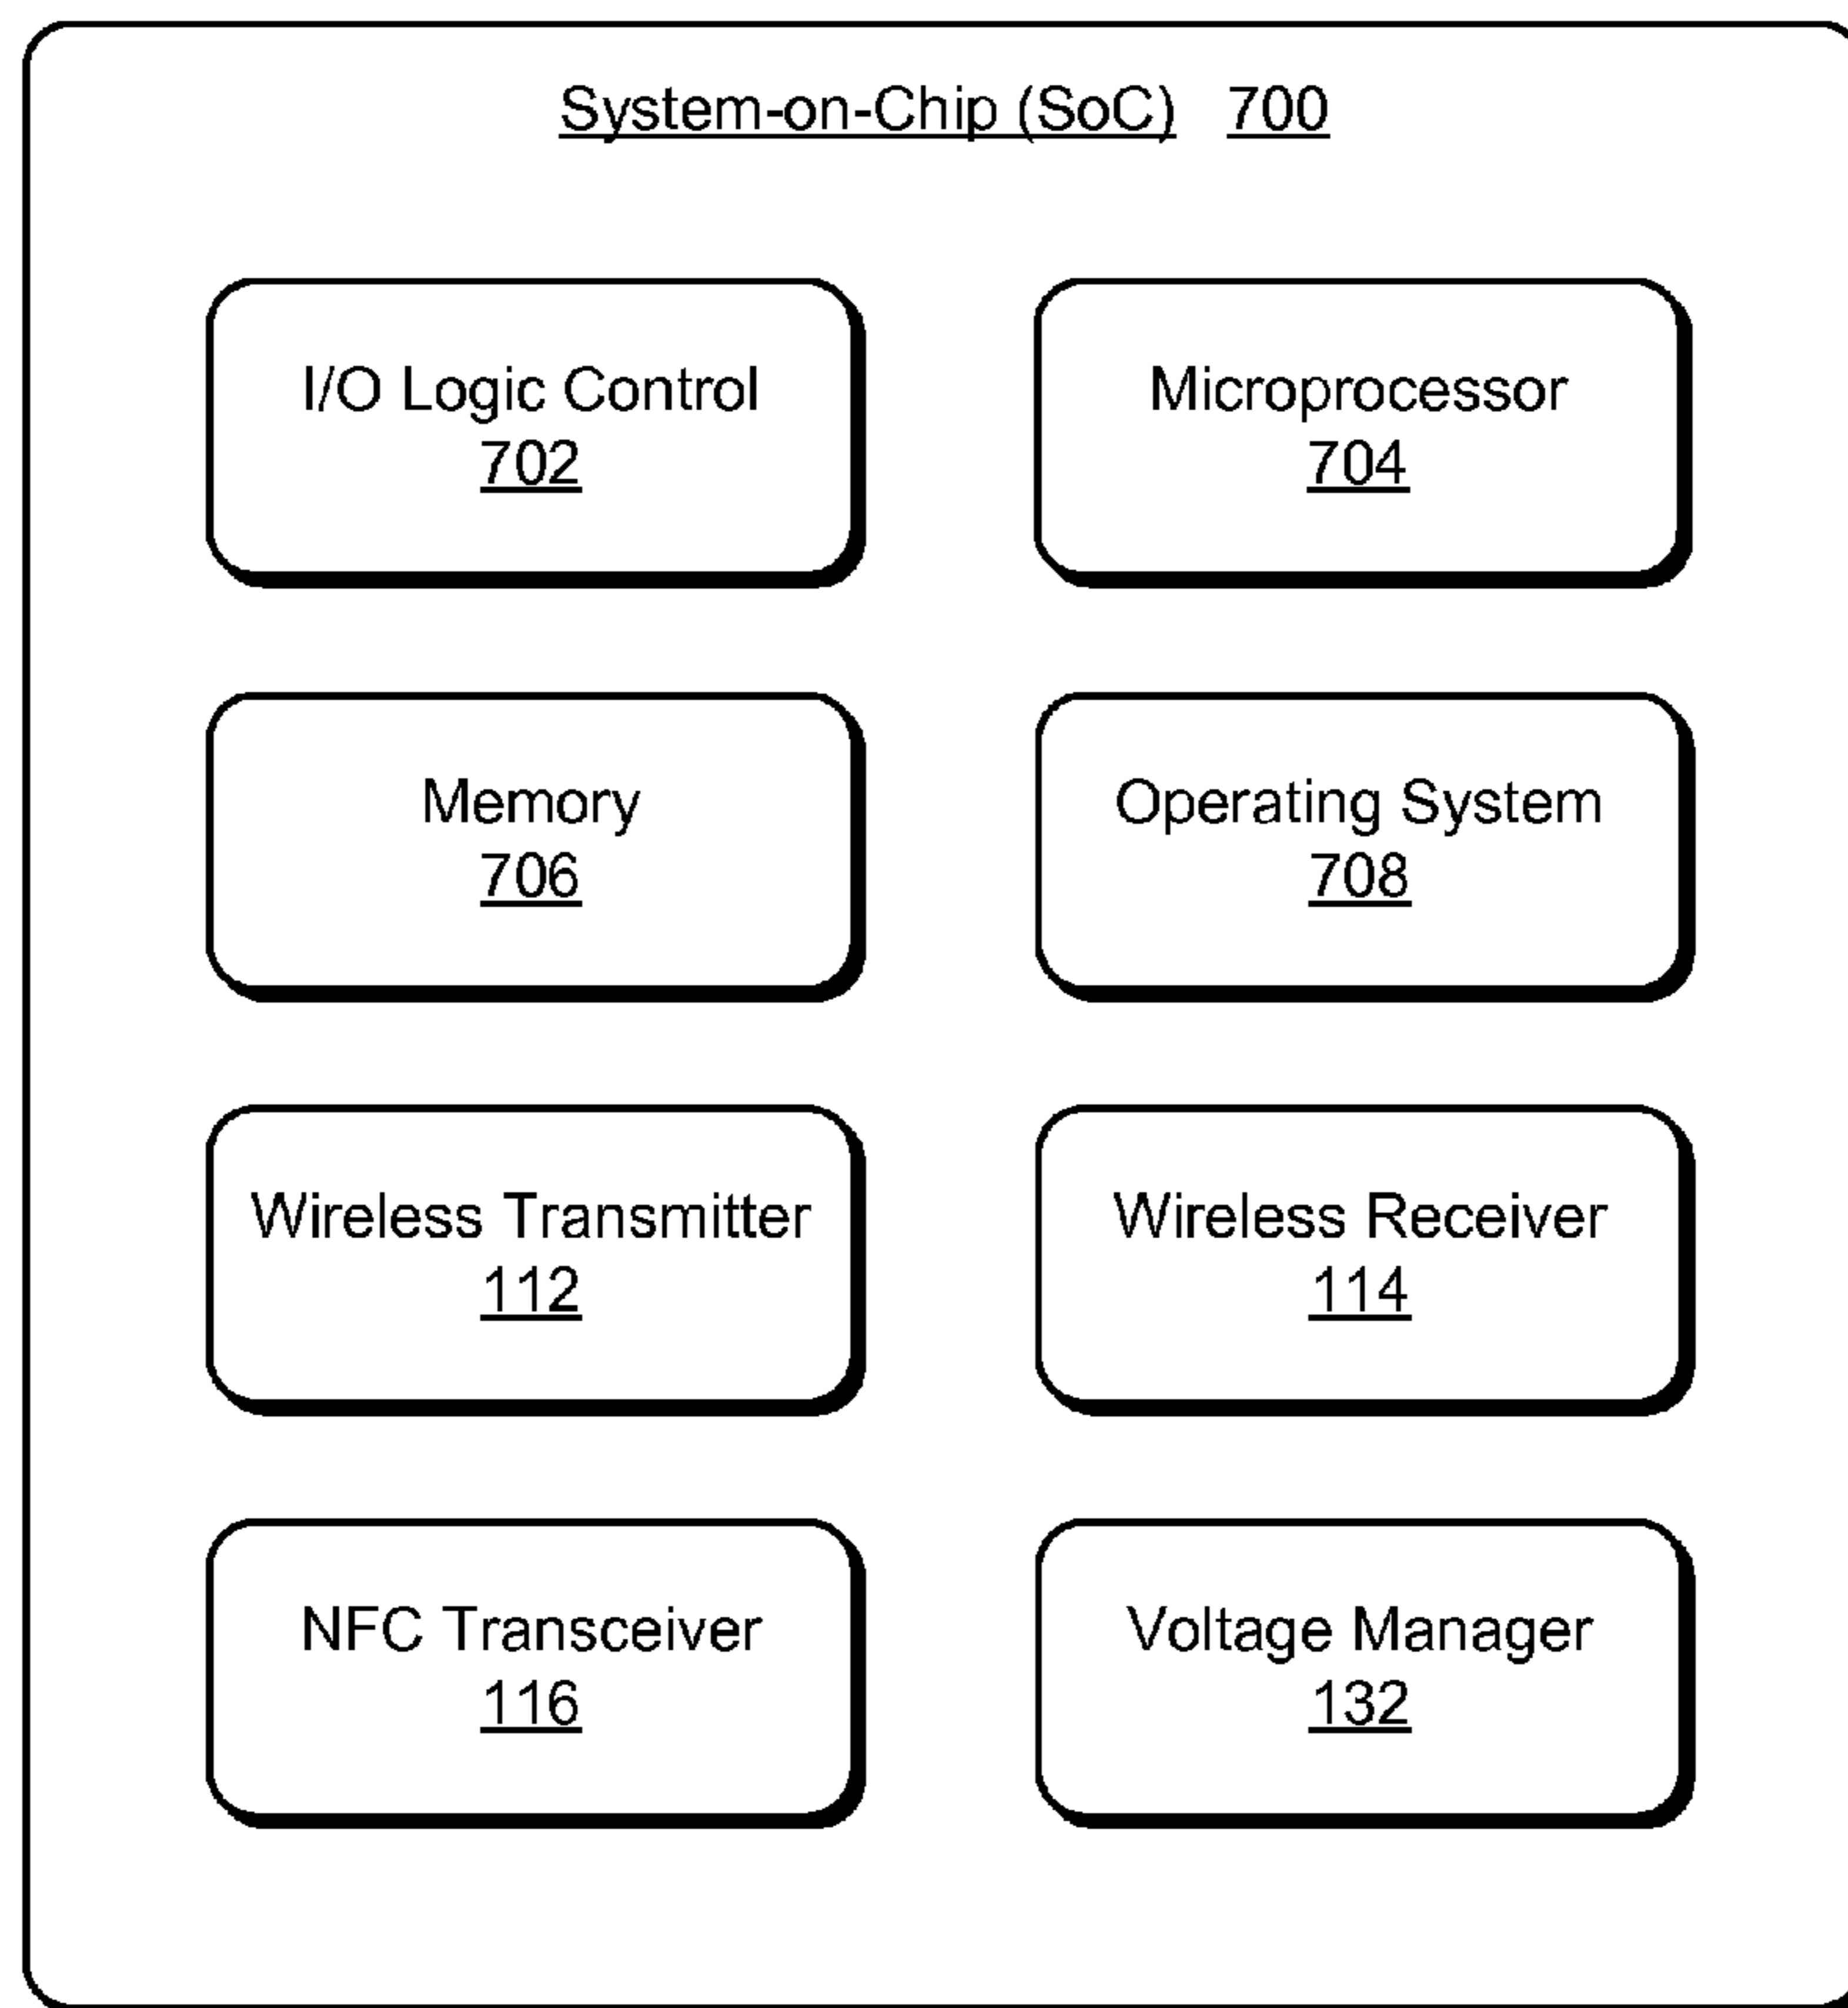 System-on-Chip (SoC) 700
I/O Logic Control
702
Microprocessor
704
Memory
706
Operating System
708
Wireless Transmitter
112
Wireless Receiver
114
NFC Transceiver
116
Voltage Manager
132